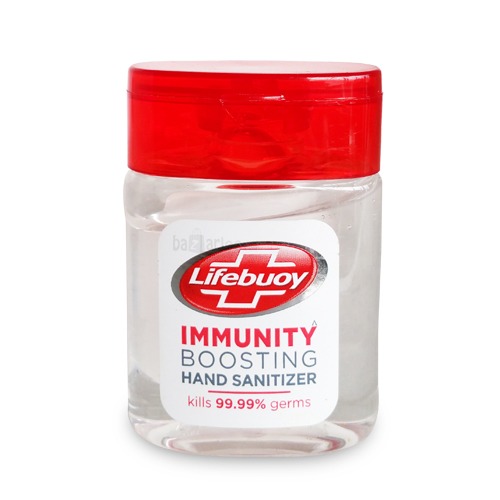 Lifebuoy
IMMUNITY△
BOOSTING
HAND SANITIZER
kills 99.99% germs